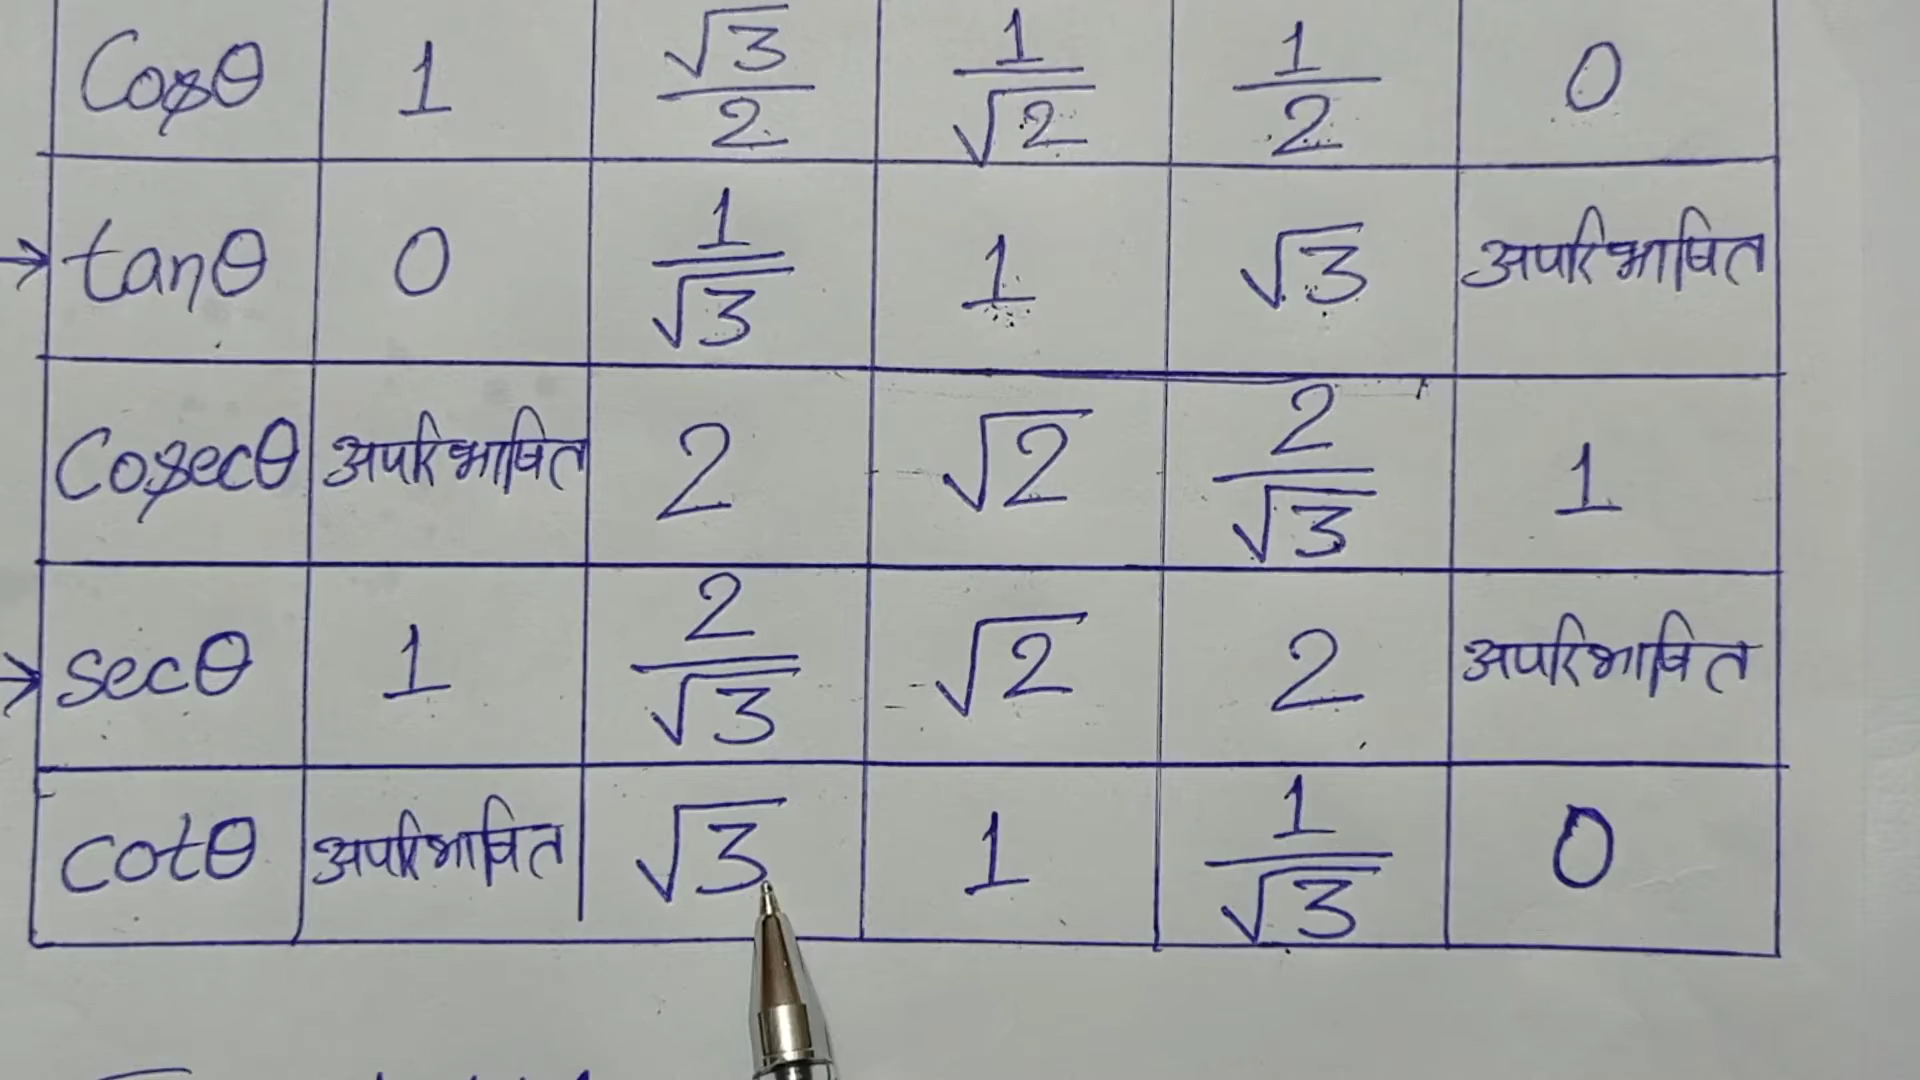 Cosθ 1 √3/2 1/√2 1/2 0
tanθ 0 1/√3 1 √3 अपरिभाषित
Cosecθ अपरिभाषित 2 √2 2/√3 1
secθ 1 2/√3 √2 2 अपरिभाषित
cotθ अपरिभाषित √3 1 1/√3 0